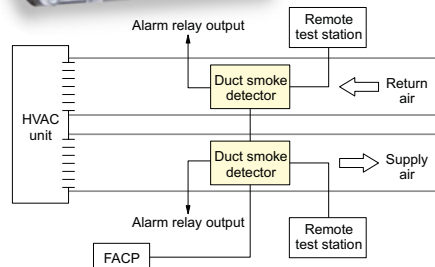 Alarm relay output
Remote
test station
Duct smoke
detector
Return
air
HVAC
unit
Duct smoke
detector
Supply
air
Alarm relay output
Remote
test station
FACP